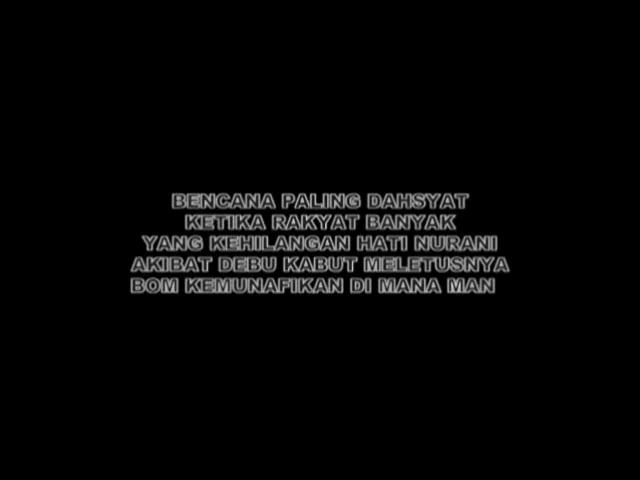 BENCANA PALING DAHSYAT
KETIKA RAKYAT BANYAK
YANG KEHILANGAN HATI NURANI
AKIBAT DEBU KABUT MELETUSNYA
BOM KEMUNAFIKAN DI MANA MAN